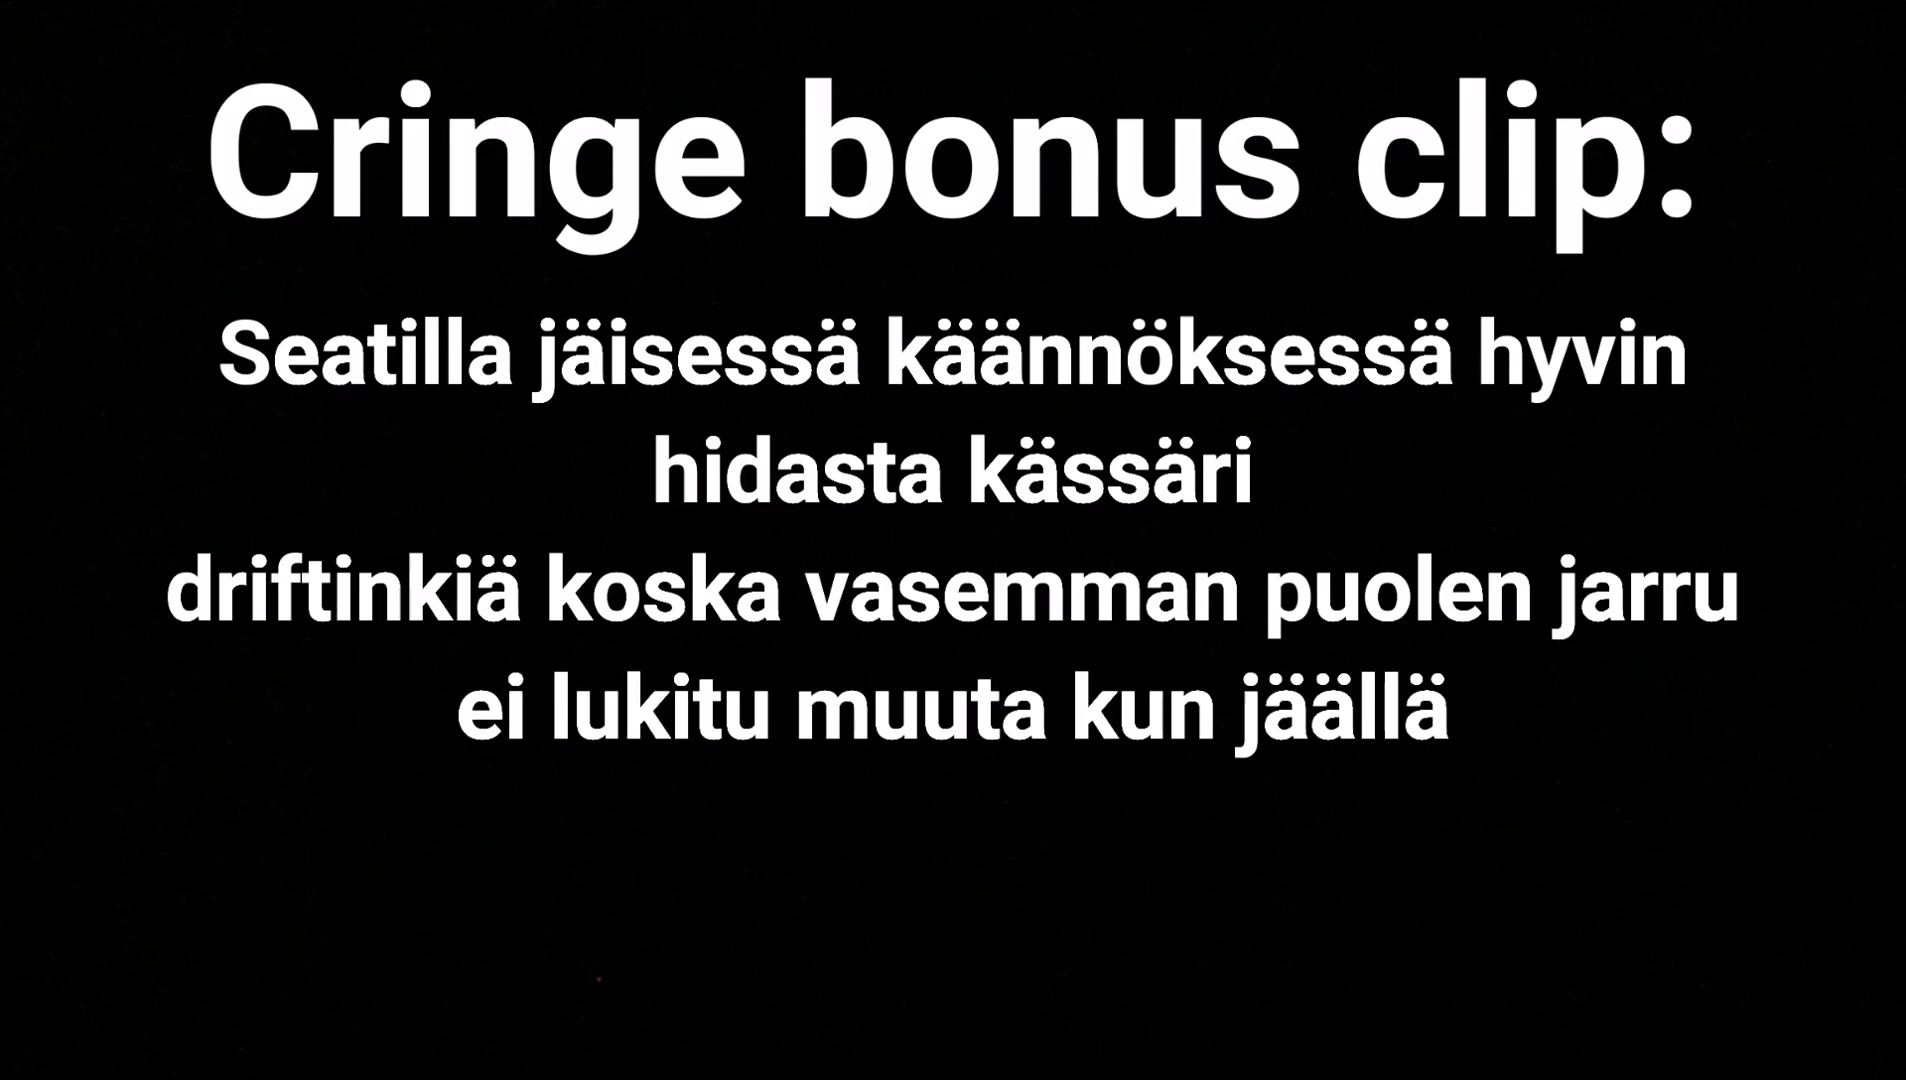 Cringe bonus clip:
Seatilla jäisessä käännöksessä hyvin
hidasta kässäri
driftinkiä koska vasemman puolen jarru
ei lukitu muuta kun jäällä